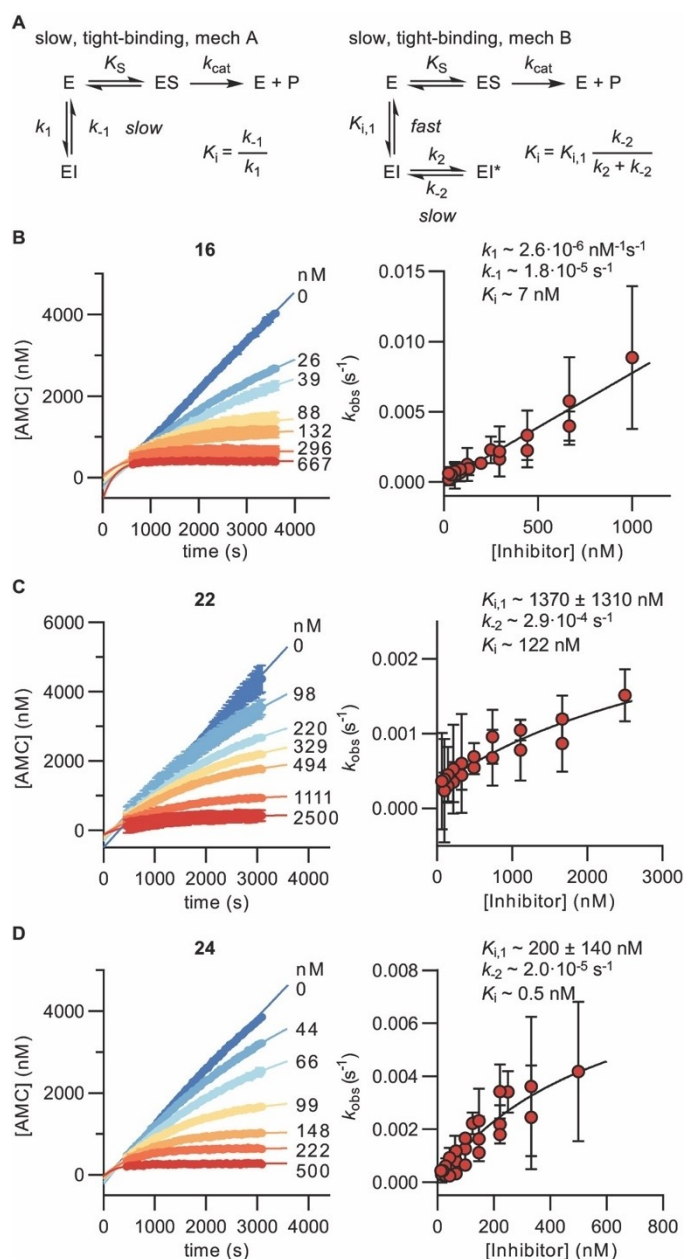 A
slow, tight-binding, mech A
K_S k_cat
E ES E + P
k_1 k_-1 slow K_i = k_-1 / k_1
EI
slow, tight-binding, mech B
K_S k_cat
E ES E + P
K_i,1 fast K_i = K_i,1 k_-2 / (k_2 + k_-2)
k_2
EI EI*
k_-2
slow
B
16
[AMC] (nM)
4000
2000
0
nM
0
26
39
88
132
296
667
0 1000 2000 3000 4000
time (s)
k_1 ~ 2.6·10^-6 nM^-1s^-1
k_-1 ~ 1.8·10^-5 s^-1
K_i ~ 7 nM
k_obs (s^-1)
0.015
0.010
0.005
0.000
0 500 1000
[Inhibitor] (nM)
C
22
[AMC] (nM)
6000
4000
2000
0
nM
0
98
220
329
494
1111
2500
0 1000 2000 3000 4000
time (s)
K_i,1 ~ 1370 ± 1310 nM
k_-2 ~ 2.9·10^-4 s^-1
K_i ~ 122 nM
k_obs (s^-1)
0.002
0.001
0.000
0 1000 2000 3000
[Inhibitor] (nM)
D
24
[AMC] (nM)
4000
2000
0
nM
0
44
66
99
148
222
500
0 1000 2000 3000 4000
time (s)
K_i,1 ~ 200 ± 140 nM
k_-2 ~ 2.0·10^-5 s^-1
K_i ~ 0.5 nM
k_obs (s^-1)
0.008
0.006
0.004
0.002
0.000
0 200 400 600 800
[Inhibitor] (nM)